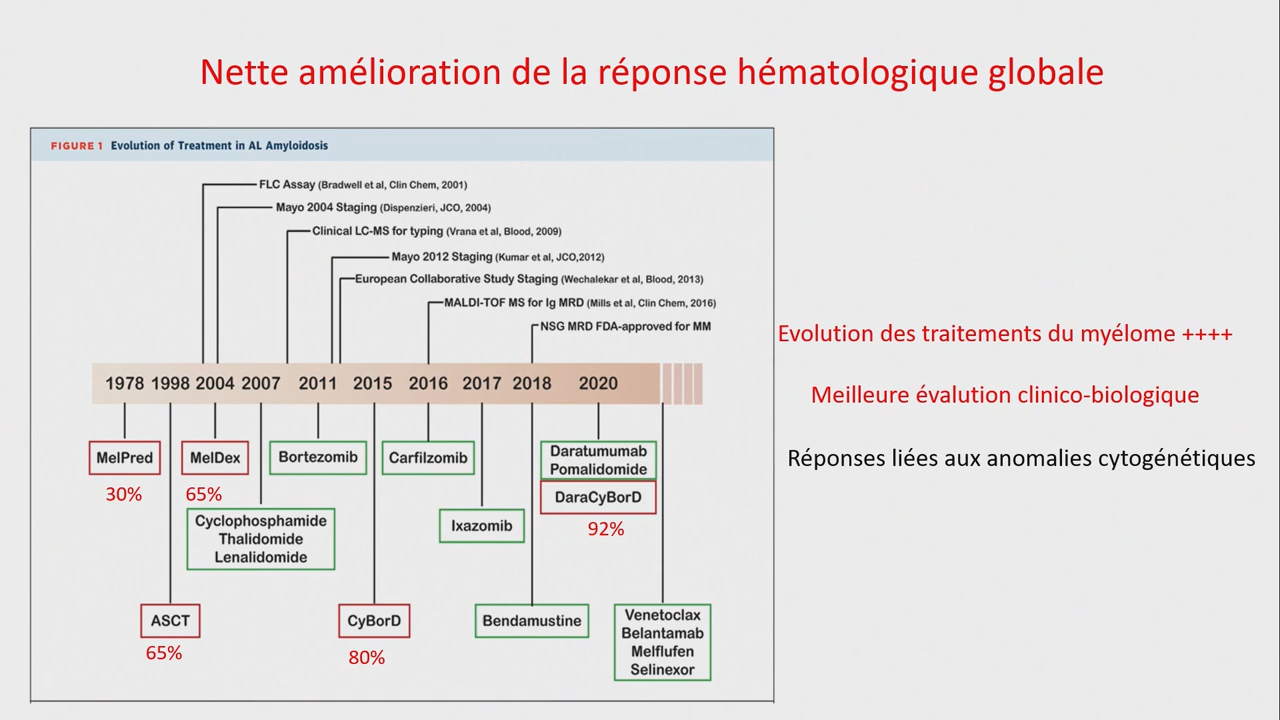 Nette amélioration de la réponse hématologique globale
FIGURE 1 Evolution of Treatment in AL Amyloidosis
FLC Assay (Bradwell et al, Clin Chem, 2001)
Mayo 2004 Staging (Dispenzieri, JCO, 2004)
Clinical LC-MS for typing (Vrana et al, Blood, 2009)
Mayo 2012 Staging (Kumar et al, JCO,2012)
European Collaborative Study Staging (Wechalekar et al, Blood, 2013)
MALDI-TOF MS for Ig MRD (Mills et al, Clin Chem, 2016)
NSG MRD FDA-approved for MM
1978 1998 2004 2007 2011 2015 2016 2017 2018 2020
MelPred
30%
MelDex
65%
Bortezomib
Carfilzomib
Daratumumab
Pomalidomide
DaraCyBorD
92%
Cyclophosphamide
Thalidomide
Lenalidomide
Ixazomib
ASCT
65%
CyBorD
80%
Bendamustine
Venetoclax
Belantamab
Melflufen
Selinexor
Evolution des traitements du myélome ++++
Meilleure évalution clinico-biologique
Réponses liées aux anomalies cytogénétiques